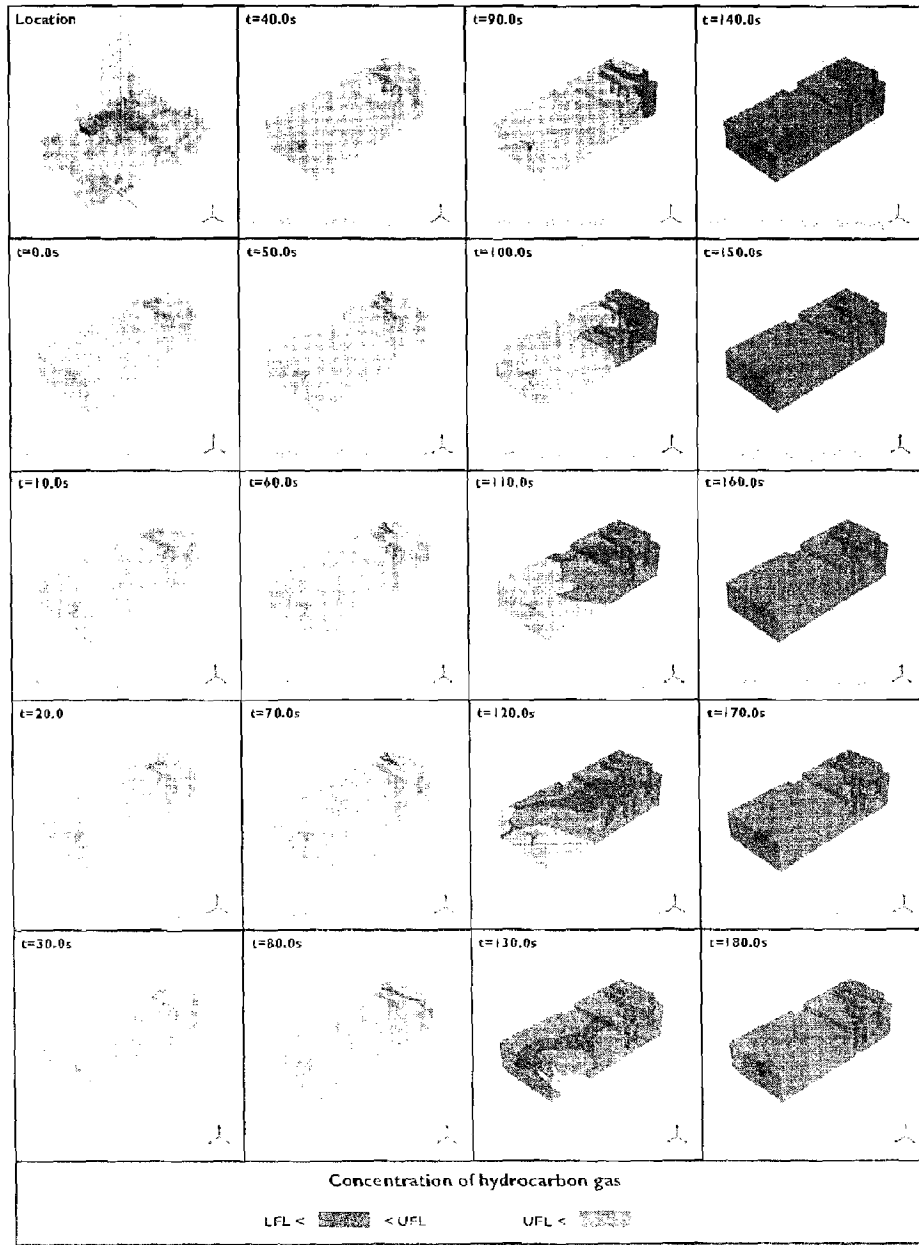 Location
t=40.0s
t=90.0s
t=140.0s
t=0.0s
t=50.0s
t=100.0s
t=150.0s
t=10.0s
t=60.0s
t=110.0s
t=160.0s
t=20.0
t=70.0s
t=120.0s
t=170.0s
t=30.0s
t=80.0s
t=130.0s
t=180.0s
Concentration of hydrocarbon gas
LFL < < UFL UFL <